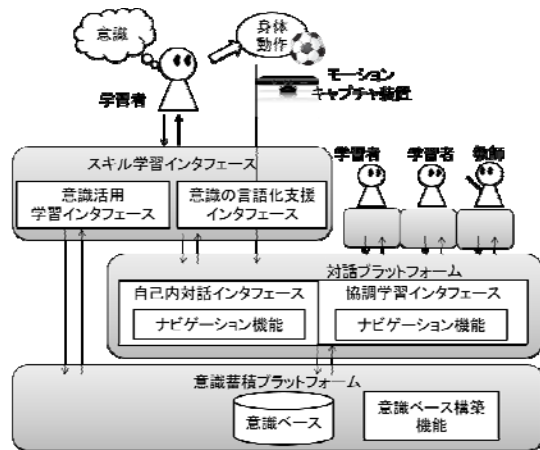 意識
身体
動作
学習者
モーション
キャプチャ装置
スキル学習インタフェース
意識活用
学習インタフェース
意識の言語化支援
インタフェース
学習者
学習者
教師
対話プラットフォーム
自己内対話インタフェース
ナビゲーション機能
協調学習インタフェース
ナビゲーション機能
意識蓄積プラットフォーム
意識ベース
意識ベース構築
機能